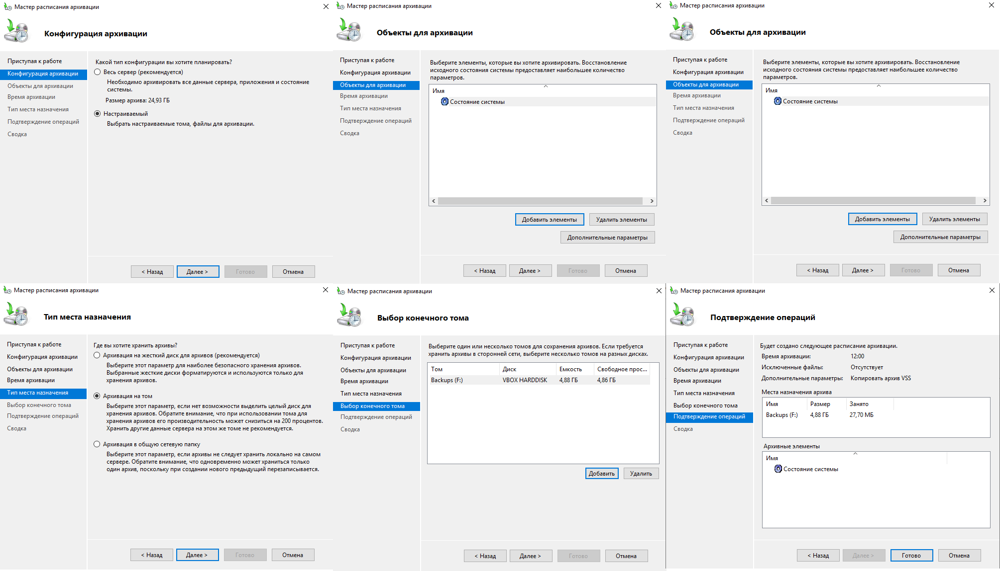 Мастер расписания архивации
Конфигурация архивации
Приступая к работе
Конфигурация архивации
Объекты для архивации
Время архивации
Тип места назначения
Подтверждение операций
Сводка
Какой тип конфигурации вы хотите планировать?
Весь сервер (рекомендуется)
Необходимо архивировать все данные сервера, приложения и состояние
системы.
Размер архива: 24,93 ГБ
Настраиваемый
Выбрать настраиваемые тома, файлы для архивации.
< Назад
Далее >
Готово
Отмена
Мастер расписания архивации
Объекты для архивации
Приступая к работе
Конфигурация архивации
Объекты для архивации
Время архивации
Тип места назначения
Подтверждение операций
Сводка
Выберите элементы, которые вы хотите архивировать. Восстановление
исходного состояния системы предоставляет наибольшее количество
параметров.
Имя
Состояние системы
Добавить элементы
Удалить элементы
Дополнительные параметры
< Назад
Далее >
Готово
Отмена
Мастер расписания архивации
Объекты для архивации
Приступая к работе
Конфигурация архивации
Объекты для архивации
Время архивации
Тип места назначения
Подтверждение операций
Сводка
Выберите элементы, которые вы хотите архивировать. Восстановление
исходного состояния системы предоставляет наибольшее количество
параметров.
Имя
Состояние системы
Добавить элементы
Удалить элементы
Дополнительные параметры
< Назад
Далее >
Готово
Отмена
Мастер расписания архивации
Тип места назначения
Приступая к работе
Конфигурация архивации
Объекты для архивации
Время архивации
Тип места назначения
Выбор конечного тома
Подтверждение операций
Сводка
Где вы хотите хранить архивы?
Архивация на жесткий диск для архивов (рекомендуется)
Выберите этот параметр для наиболее безопасного хранения архивов.
Выбранные жесткие диски форматируются и используются только для
хранения архивов.
Архивация на том
Выберите этот параметр, если нет возможности выделить целый диск для
хранения архивов. Обратите внимание, что при использовании тома для
хранения архивов его производительность может снизиться на 200 процентов.
Хранить другие данные сервера на этом же томе не рекомендуется.
Архивация в общую сетевую папку
Выберите этот параметр, если архивы не следует хранить локально на самом
сервере. Обратите внимание, что одновременно может храниться только
один архив, поскольку при создании нового предыдущий перезаписывается.
< Назад
Далее >
Готово
Отмена
Мастер расписания архивации
Выбор конечного тома
Приступая к работе
Конфигурация архивации
Объекты для архивации
Время архивации
Тип места назначения
Выбор конечного тома
Подтверждение операций
Сводка
Выберите один или несколько томов для сохранения архивов. Если требуется
хранить архивы в сторонней сети, выберите несколько томов на разных дисках.
Том Диск Емкость Свободное прос...
Backups (F:) VBOX HARDDISK 4,88 ГБ 4,86 ГБ
Добавить
Удалить
< Назад
Далее >
Готово
Отмена
Мастер расписания архивации
Подтверждение операций
Приступая к работе
Конфигурация архивации
Объекты для архивации
Время архивации
Тип места назначения
Выбор конечного тома
Подтверждение операций
Сводка
Будет создано следующее расписание архивации.
Время архивации: 12:00
Исключенные файлы: Отсутствует
Дополнительные параметры: Копировать архив VSS
Места назначения архива
Имя Размер Занято
Backups (F:) 4,88 ГБ 27,70 МБ
Архивные элементы
Имя
Состояние системы
< Назад
Далее >
Готово
Отмена